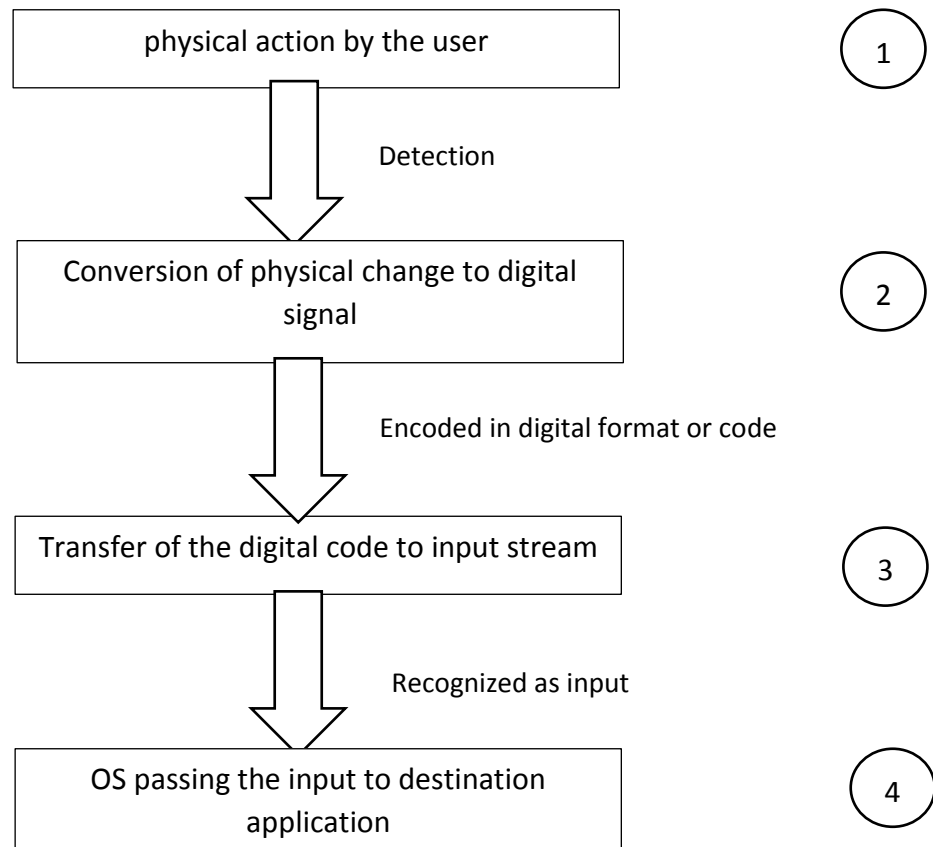 physical action by the user
1
Detection
Conversion of physical change to digital
signal
2
Encoded in digital format or code
Transfer of the digital code to input stream
3
Recognized as input
OS passing the input to destination
application
4